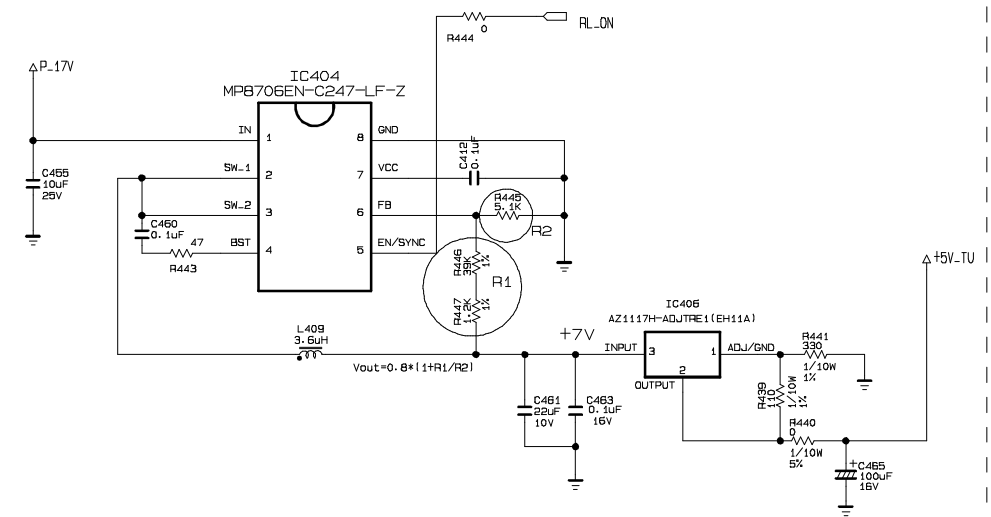 R444
0
RL_ON
P_17V
IC404
MP8706EN-C247-LF-Z
IN
1
8
GND
SW_1
2
7
VCC
C412
0.1uF
C455
10uF
25V
SW_2
3
6
FB
R445
5.1K
R2
C460
0.1uF
47
R443
BST
4
5
EN/SYNC
R446
39K
1%
R1
R447
1.2K
1%
+5V_TU
L409
3.6uH
+7V
Vout=0.8*(1+R1/R2)
IC406
AZ1117H-ADJTRE1(EH11A)
INPUT
3
1
ADJ/GND
2
OUTPUT
R441
330
1/10W
1%
R439
110
1/10W
1%
C461
22uF
10V
C463
0.1uF
16V
R440
0
1/10W
5%
+
C465
100uF
16V